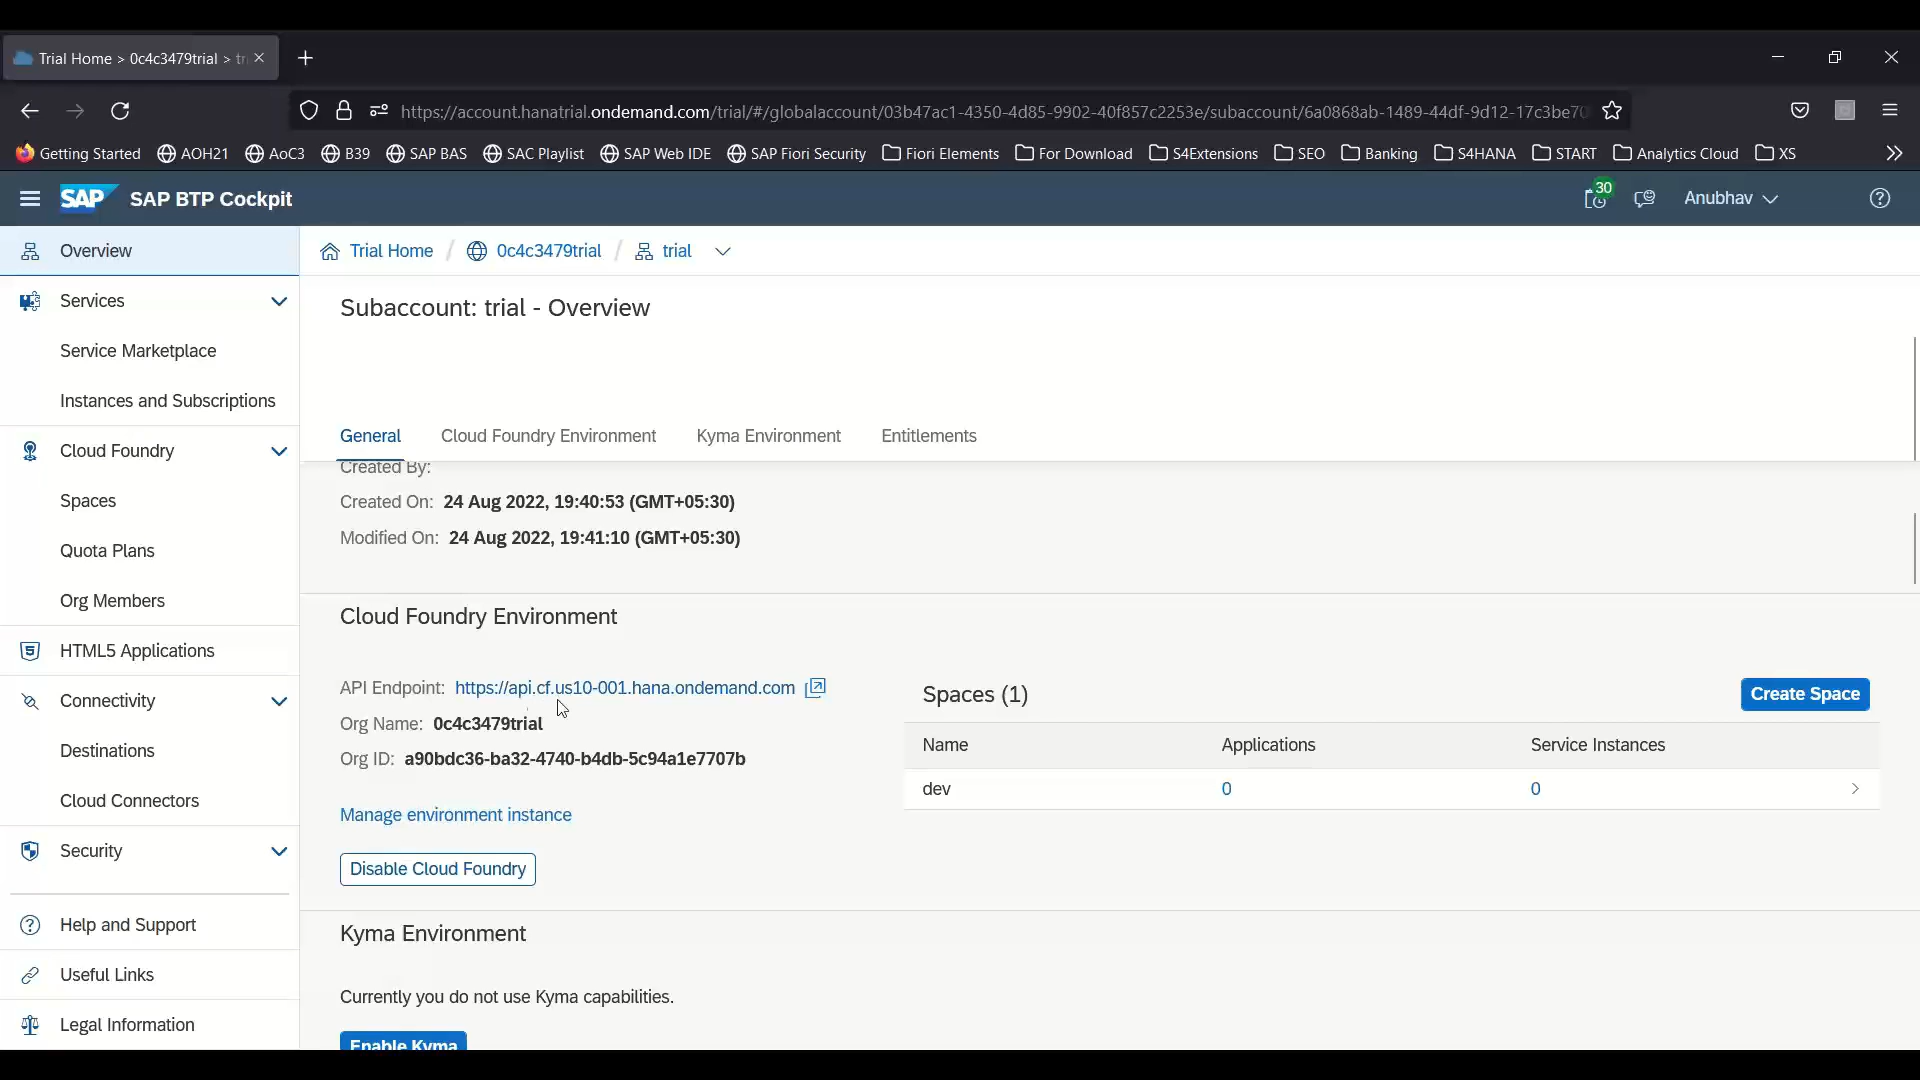 Trial Home > 0c4c3479trial > tr
https://account.hanatrial.ondemand.com/trial/#/globalaccount/03b47ac1-4350-4d85-9902-40f857c2253e/subaccount/6a0868ab-1489-44df-9d12-17c3be70
Getting Started AOH21 AoC3 B39 SAP BAS SAC Playlist SAP Web IDE SAP Fiori Security Fiori Elements For Download S4Extensions SEO Banking S4HANA START Analytics Cloud XS
SAP SAP BTP Cockpit 30 Anubhav
Overview
Services
Service Marketplace
Instances and Subscriptions
Cloud Foundry
Spaces
Quota Plans
Org Members
HTML5 Applications
Connectivity
Destinations
Cloud Connectors
Security
Help and Support
Useful Links
Legal Information
Trial Home / 0c4c3479trial / trial
Subaccount: trial - Overview
General Cloud Foundry Environment Kyma Environment Entitlements
Created By:
Created On: 24 Aug 2022, 19:40:53 (GMT+05:30)
Modified On: 24 Aug 2022, 19:41:10 (GMT+05:30)
Cloud Foundry Environment
API Endpoint: https://api.cf.us10-001.hana.ondemand.com
Org Name: 0c4c3479trial
Org ID: a90bdc36-ba32-4740-b4db-5c94a1e7707b
Manage environment instance
Disable Cloud Foundry
Spaces (1) Create Space
Name Applications Service Instances
dev 0 0
Kyma Environment
Currently you do not use Kyma capabilities.
Enable Kyma